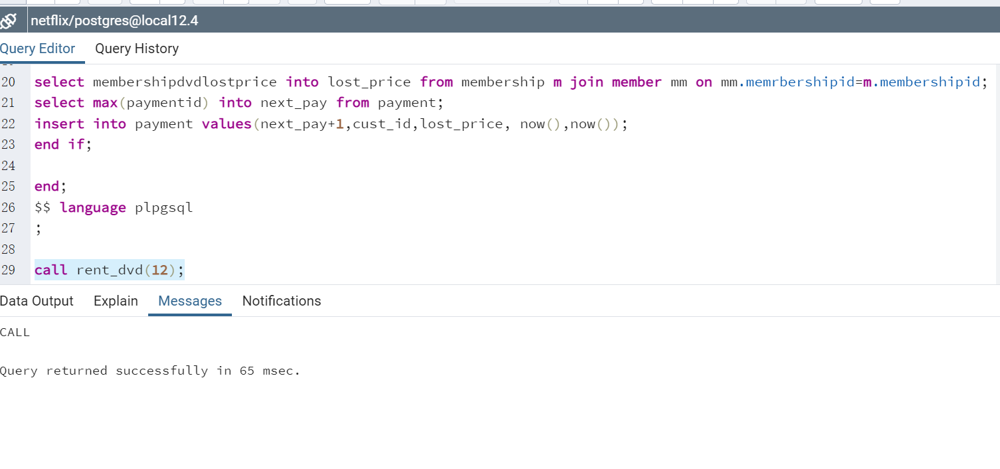 netflix/postgres@local12.4
Query Editor Query History
20 select membershipdvdlostprice into lost_price from membership m join member mm on mm.memrbershipid=m.membershipid;
21 select max(paymentid) into next_pay from payment;
22 insert into payment values(next_pay+1,cust_id,lost_price, now(),now());
23 end if;
24
25 end;
26 $$ language plpgsql
27 ;
28
29 call rent_dvd(12);
Data Output Explain Messages Notifications
CALL
Query returned successfully in 65 msec.